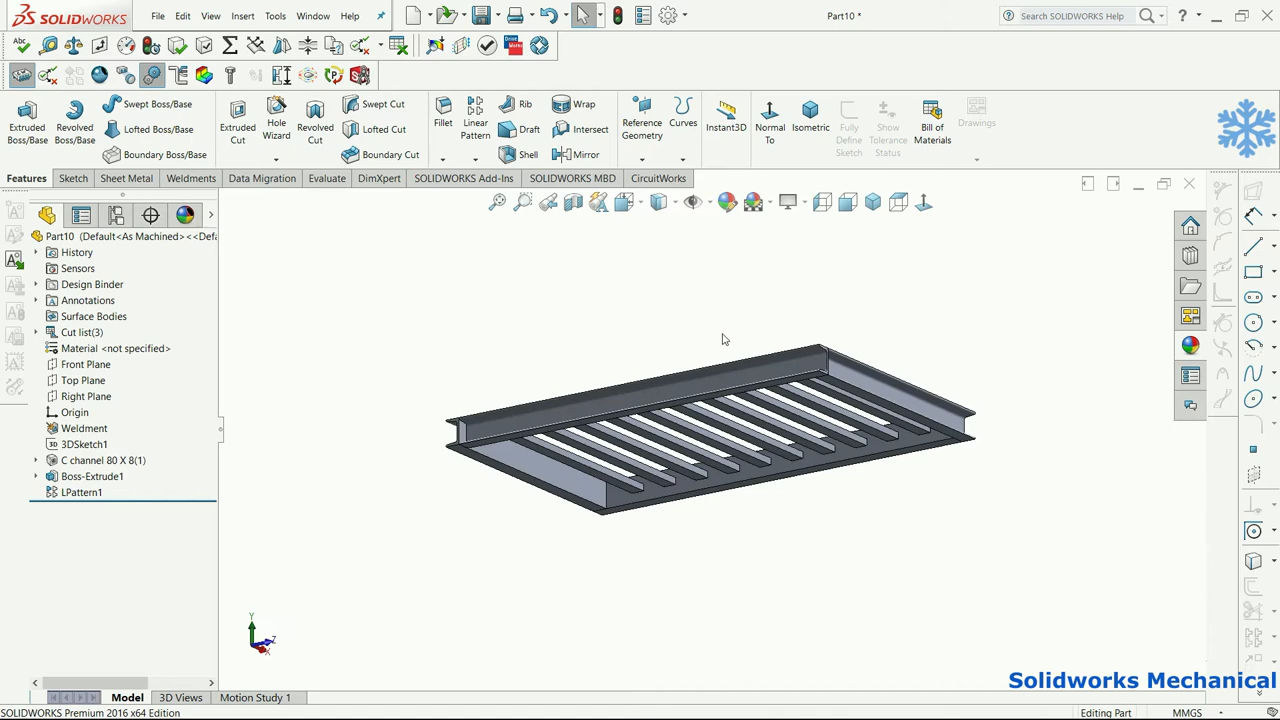 SOLIDWORKS
File Edit View Insert Tools Window Help
Part10 *
Search SOLIDWORKS Help
Extruded Boss/Base
Revolved Boss/Base
Swept Boss/Base
Lofted Boss/Base
Boundary Boss/Base
Extruded Cut
Hole Wizard
Revolved Cut
Swept Cut
Lofted Cut
Boundary Cut
Fillet
Linear Pattern
Rib
Draft
Shell
Wrap
Intersect
Mirror
Reference Geometry
Curves
Instant3D
Normal To
Isometric
Fully Define Sketch
Show Tolerance Status
Bill of Materials
Drawings
Features Sketch Sheet Metal Weldments Data Migration Evaluate DimXpert SOLIDWORKS Add-Ins SOLIDWORKS MBD CircuitWorks
Part10 (Default<As Machined><<Defa
History
Sensors
Design Binder
Annotations
Surface Bodies
Cut list(3)
Material <not specified>
Front Plane
Top Plane
Right Plane
Origin
Weldment
3DSketch1
C channel 80 X 8(1)
Boss-Extrude1
LPattern1
Y
Z
X
Solidworks Mechanical
Model 3D Views Motion Study 1
SOLIDWORKS Premium 2016 x64 Edition
Editing Part
MMGS